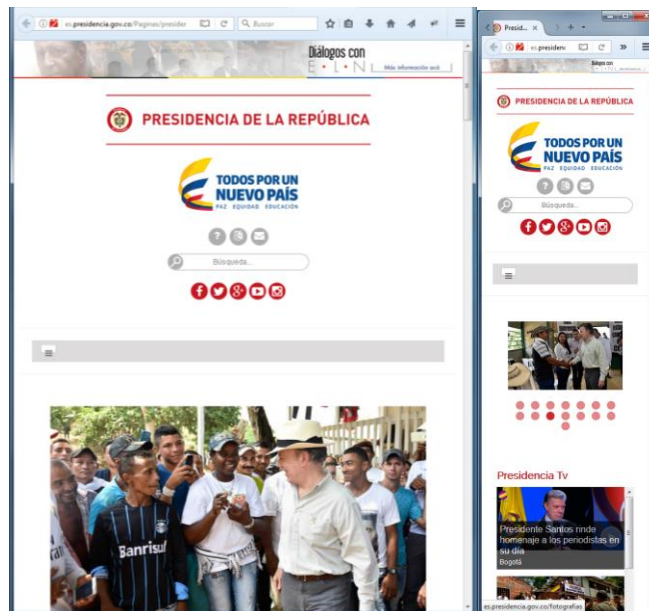 es.presidencia.gov.co/Paginas/presider
Buscar
Diálogos con
E • L • N
Más información acá
PRESIDENCIA DE LA REPÚBLICA
TODOS POR UN
NUEVO PAÍS
PAZ EQUIDAD EDUCACIÓN
Búsqueda...
Banrisul
Presid...
es.presidenc
Diálogos con
E • L • N
PRESIDENCIA DE LA REPÚBLICA
TODOS POR UN
NUEVO PAÍS
PAZ EQUIDAD EDUCACIÓN
Búsqueda...
Presidencia Tv
Presidente Santos rinde
homenaje a los periodistas en
su día
Bogotá
es.presidencia.gov.co/fotografias